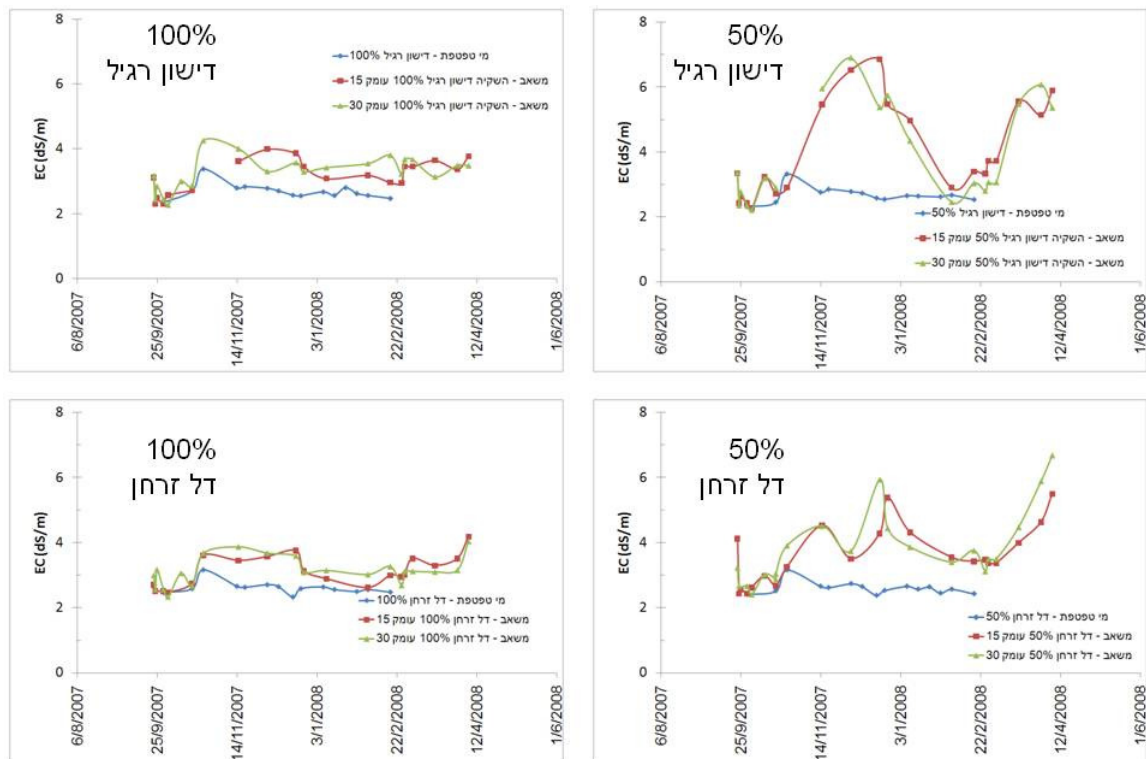 100%
דישון רגיל
מי טפטפת - דישון רגיל 100%
משאב - השקיה דישון רגיל 100% עומק 15
משאב - השקיה דישון רגיל 100% עומק 30
EC(dS/m)
8
6
4
2
0
6/8/2007
25/9/2007
14/11/2007
3/1/2008
22/2/2008
12/4/2008
1/6/2008
50%
דישון רגיל
מי טפטפת - דישון רגיל 50%
משאב - השקיה דישון רגיל 50% עומק 15
משאב - השקיה דישון רגיל 50% עומק 30
EC(dS/m)
8
6
4
2
0
6/8/2007
25/9/2007
14/11/2007
3/1/2008
22/2/2008
12/4/2008
1/6/2008
100%
דל זרחן
מי טפטפת - דל זרחן 100%
משאב - דל זרחן 100% עומק 15
משאב - דל זרחן 100% עומק 30
EC(dS/m)
8
6
4
2
0
6/8/2007
25/9/2007
14/11/2007
3/1/2008
22/2/2008
12/4/2008
1/6/2008
50%
דל זרחן
מי טפטפת - דל זרחן 50%
משאב - דל זרחן 50% עומק 15
משאב - דל זרחן 50% עומק 30
EC(dS/m)
8
6
4
2
0
6/8/2007
25/9/2007
14/11/2007
3/1/2008
22/2/2008
12/4/2008
1/6/2008